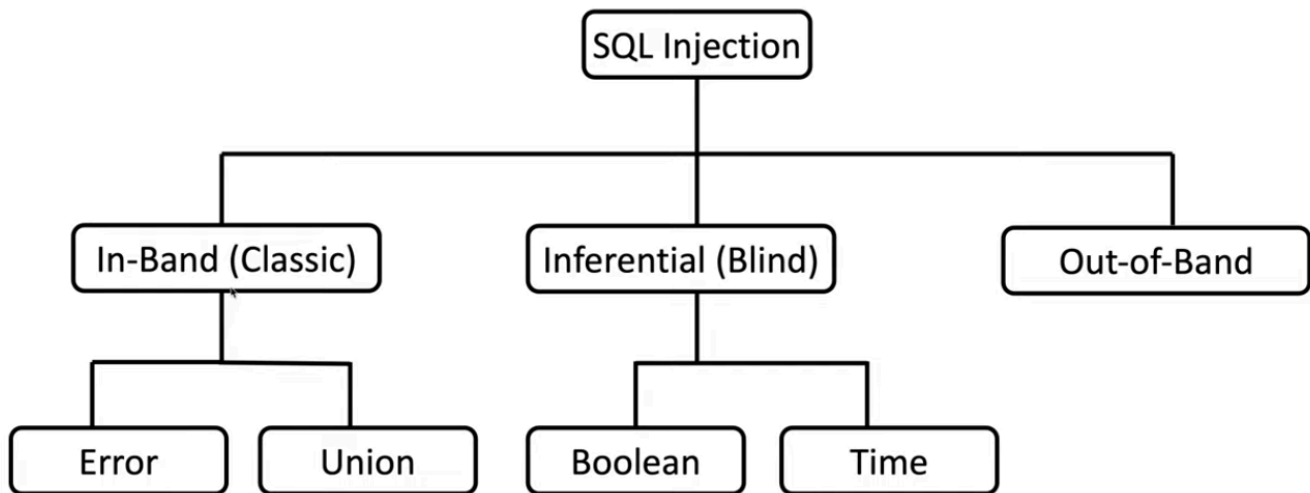 SQL Injection
In-Band (Classic)
Inferential (Blind)
Out-of-Band
Error
Union
Boolean
Time